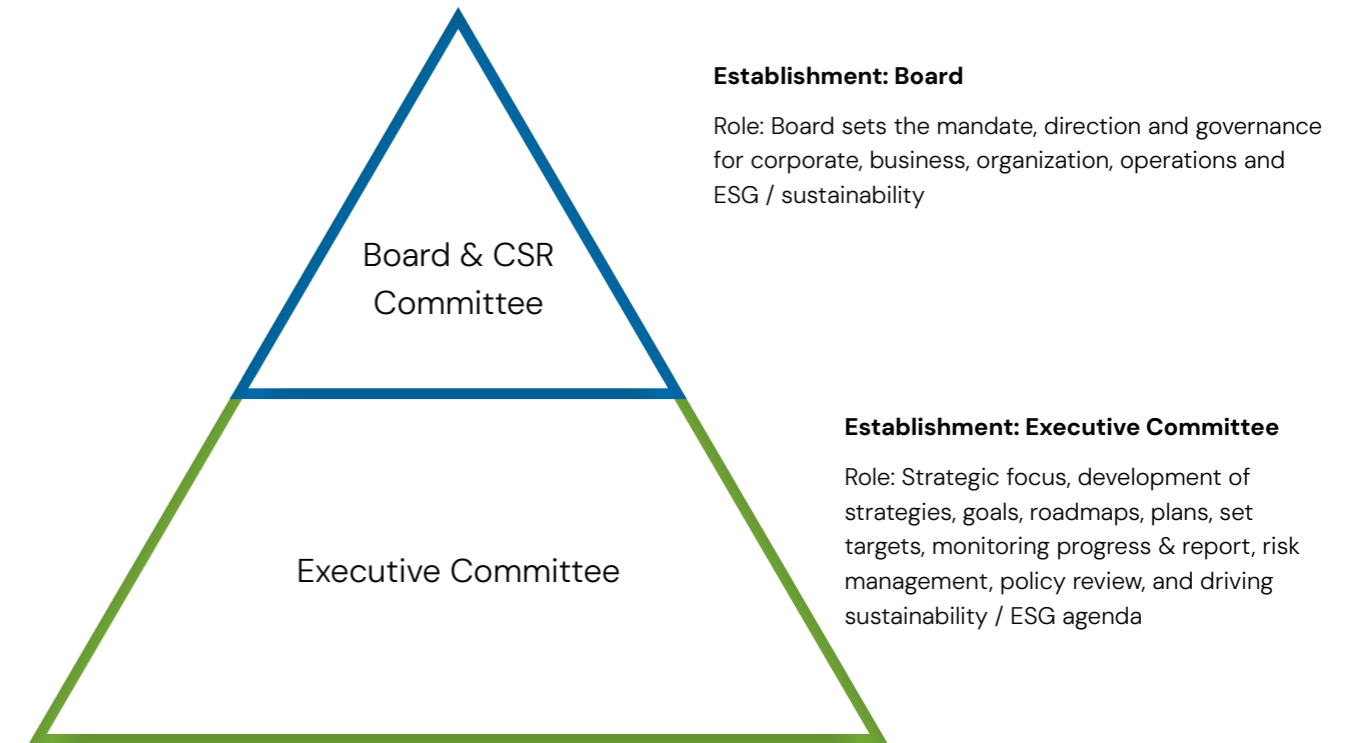 Establishment: Board
Role: Board sets the mandate, direction and governance
for corporate, business, organization, operations and
ESG / sustainability
Board & CSR
Committee
Establishment: Executive Committee
Role: Strategic focus, development of
strategies, goals, roadmaps, plans, set
targets, monitoring progress & report, risk
management, policy review, and driving
sustainability / ESG agenda
Executive Committee